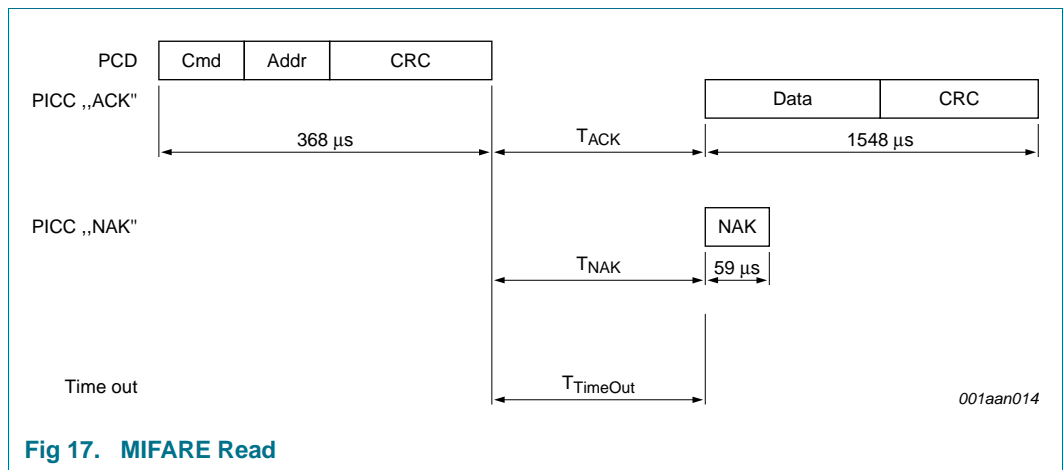 PCD Cmd Addr CRC
PICC ,,ACK" Data CRC
368 μs TACK 1548 μs
PICC ,,NAK" NAK
TNAK 59 μs
Time out TTimeOut
001aan014
Fig 17. MIFARE Read